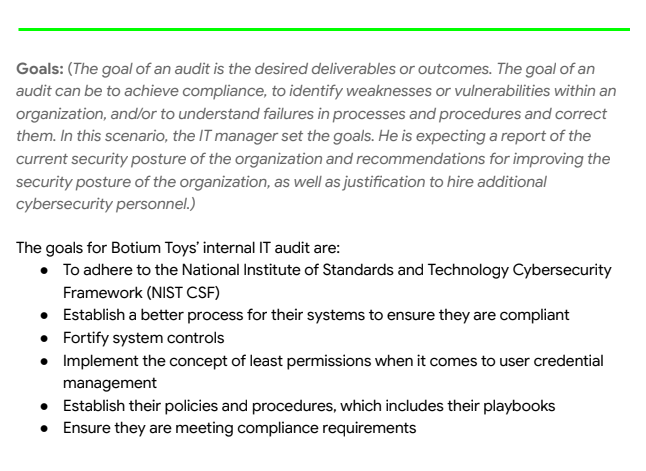 Goals: (The goal of an audit is the desired deliverables or outcomes. The goal of an
audit can be to achieve compliance, to identify weaknesses or vulnerabilities within an
organization, and/or to understand failures in processes and procedures and correct
them. In this scenario, the IT manager set the goals. He is expecting a report of the
current security posture of the organization and recommendations for improving the
security posture of the organization, as well as justification to hire additional
cybersecurity personnel.)
The goals for Botium Toys’ internal IT audit are:
● To adhere to the National Institute of Standards and Technology Cybersecurity
Framework (NIST CSF)
● Establish a better process for their systems to ensure they are compliant
● Fortify system controls
● Implement the concept of least permissions when it comes to user credential
management
● Establish their policies and procedures, which includes their playbooks
● Ensure they are meeting compliance requirements